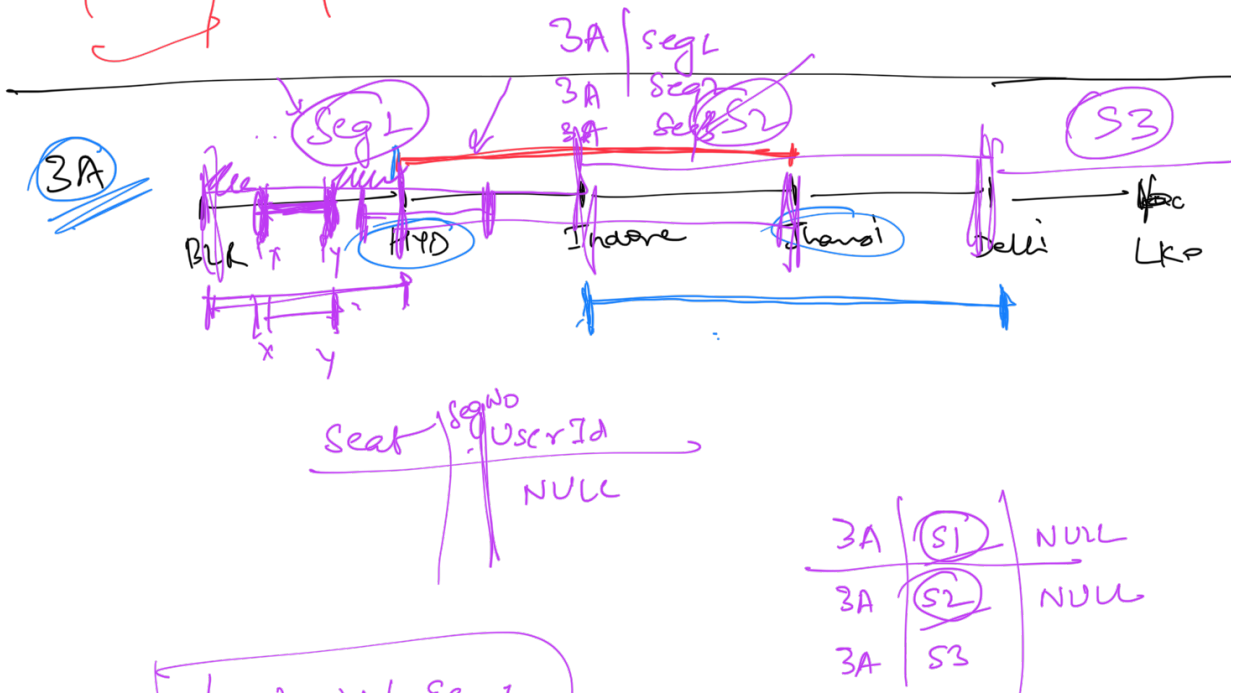 3A | Seg1
3A Seg2
3A Seg3 S2
Seg1
S3
3A
BLR X Y HYD Indore Jhansi Delhi
LKO
X Y
Seat SegNo UserId
NULL
3A S1 NULL
3A S2 NULL
3A S3